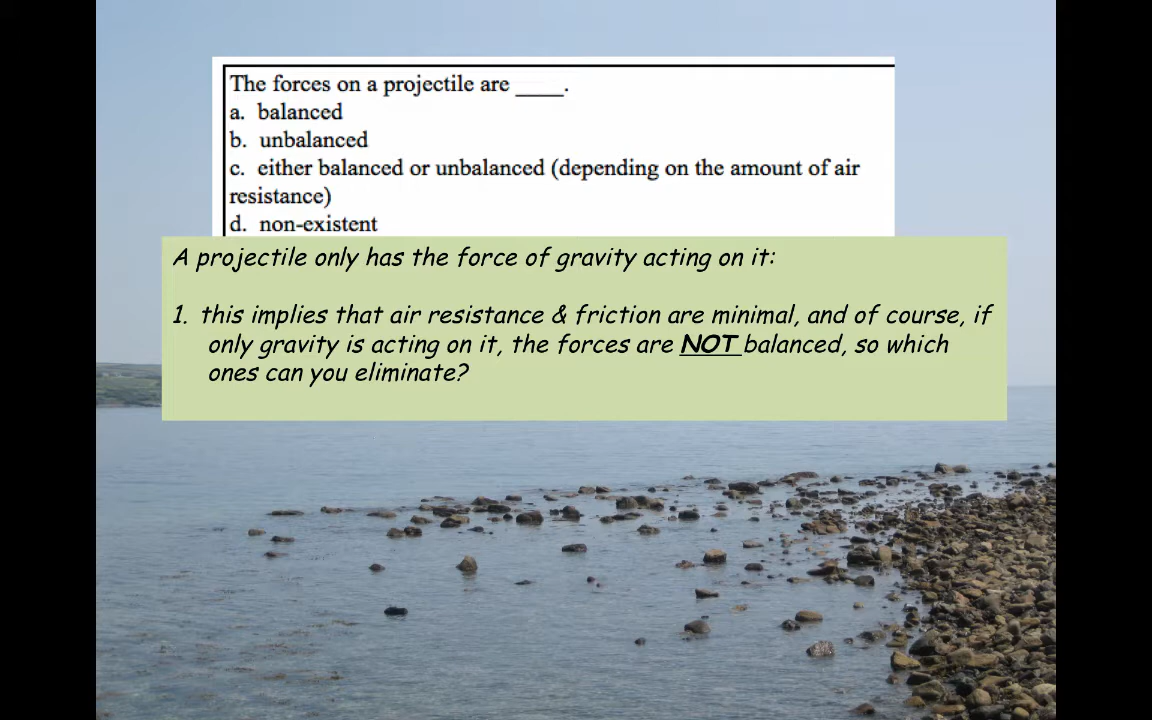 The forces on a projectile are ____.
a. balanced
b. unbalanced
c. either balanced or unbalanced (depending on the amount of air
resistance)
d. non-existent
A projectile only has the force of gravity acting on it:
1. this implies that air resistance & friction are minimal, and of course, if
only gravity is acting on it, the forces are NOT balanced, so which
ones can you eliminate?